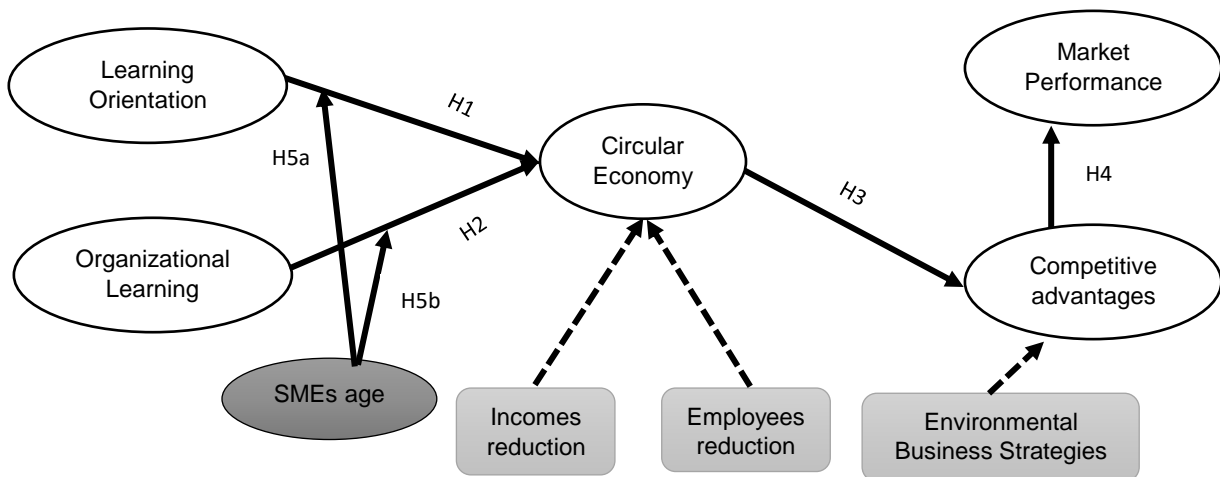 Learning
Orientation
H1
Market
Performance
Circular
Economy
H5a
H3
H4
H2
Organizational
Learning
Competitive
advantages
H5b
SMEs age
Incomes
reduction
Employees
reduction
Environmental
Business Strategies